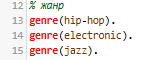 12 % жанр
13 genre(hip-hop).
14 genre(electronic).
15 genre(jazz).